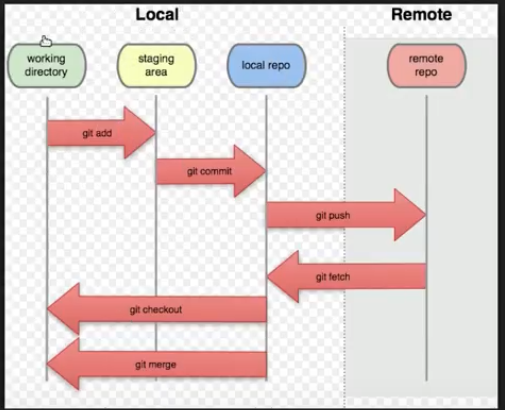 Local
Remote
working
directory
staging
area
local repo
remote
repo
git add
git commit
git push
git fetch
git checkout
git merge